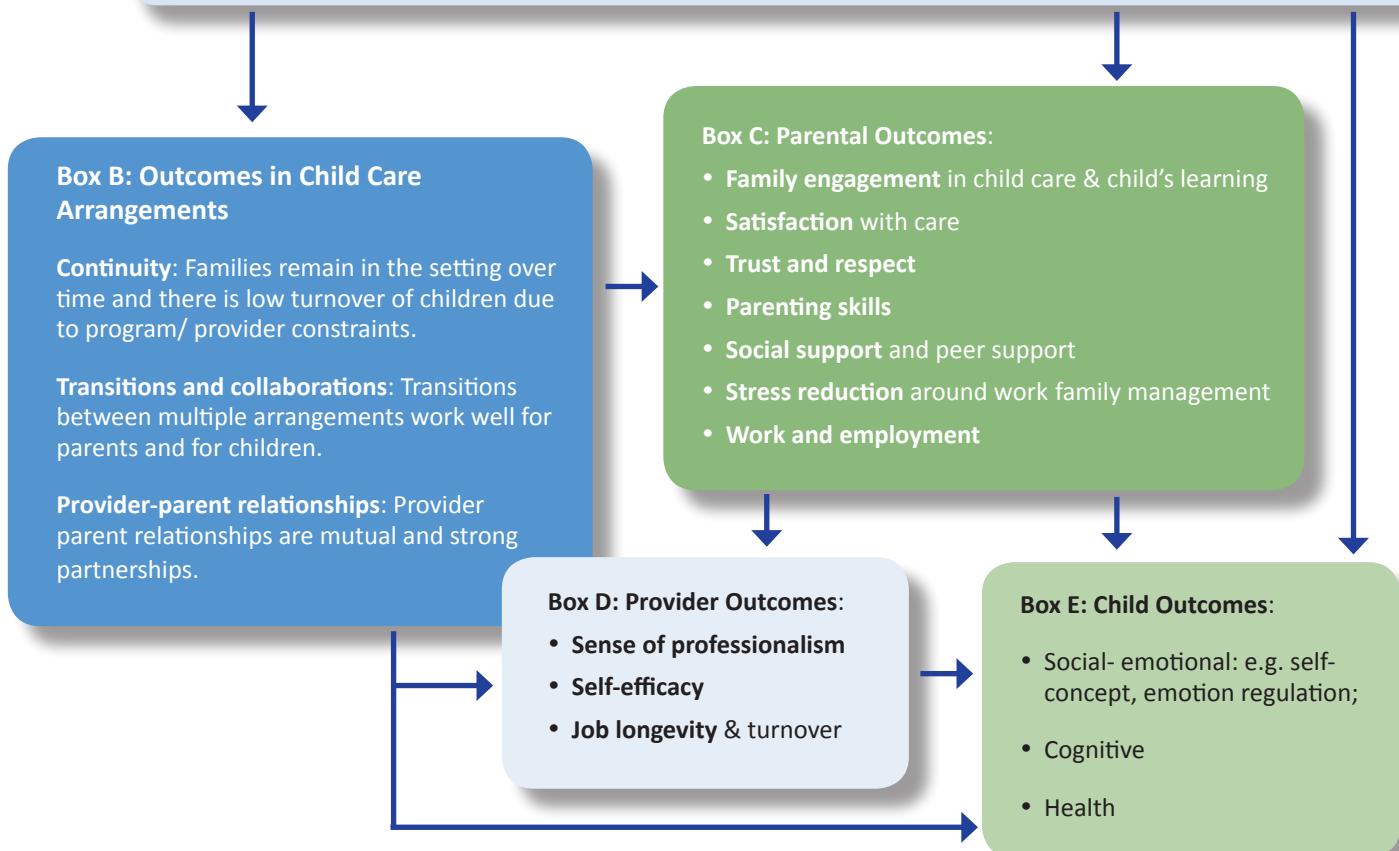 Box B: Outcomes in Child Care
Arrangements
Continuity: Families remain in the setting over
time and there is low turnover of children due
to program/ provider constraints.
Transitions and collaborations: Transitions
between multiple arrangements work well for
parents and for children.
Provider-parent relationships: Provider
parent relationships are mutual and strong
partnerships.
Box C: Parental Outcomes:
• Family engagement in child care & child’s learning
• Satisfaction with care
• Trust and respect
• Parenting skills
• Social support and peer support
• Stress reduction around work family management
• Work and employment
Box D: Provider Outcomes:
• Sense of professionalism
• Self-efficacy
• Job longevity & turnover
Box E: Child Outcomes:
• Social- emotional: e.g. self-
concept, emotion regulation;
• Cognitive
• Health